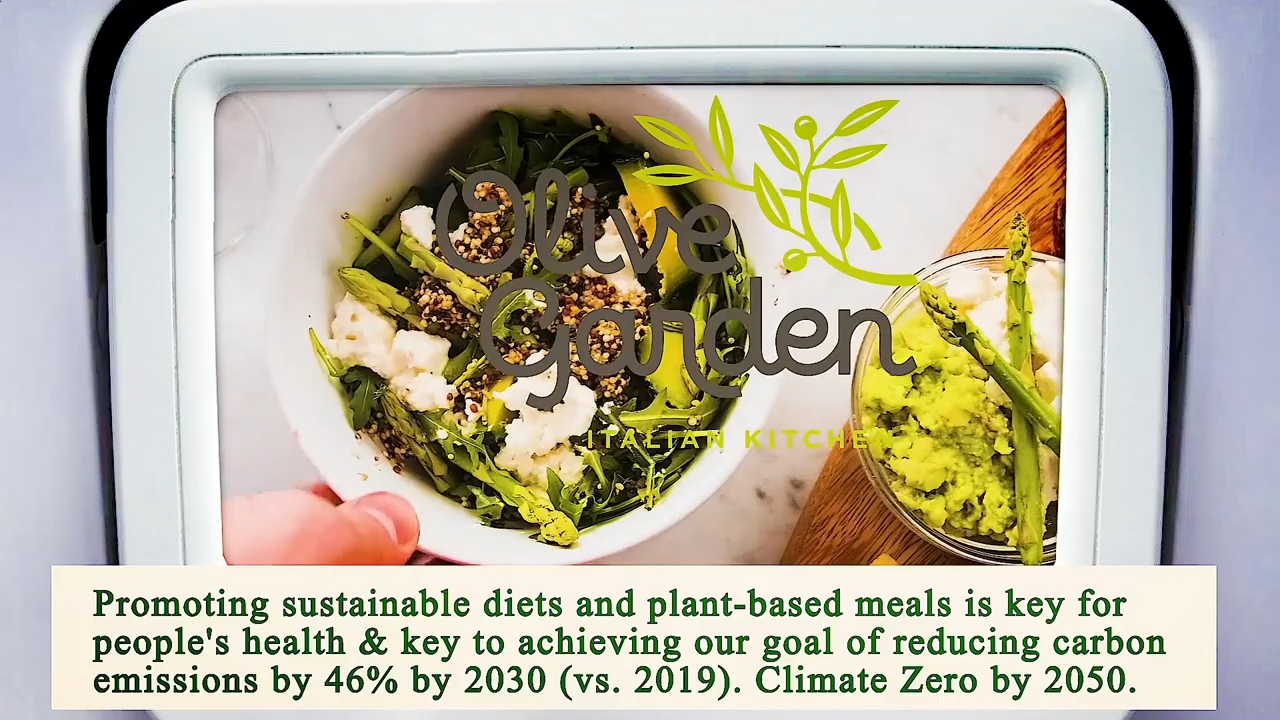 Olive
Garden
ITALIAN KITCHEN
Promoting sustainable diets and plant-based meals is key for
people's health & key to achieving our goal of reducing carbon
emissions by 46% by 2030 (vs. 2019). Climate Zero by 2050.